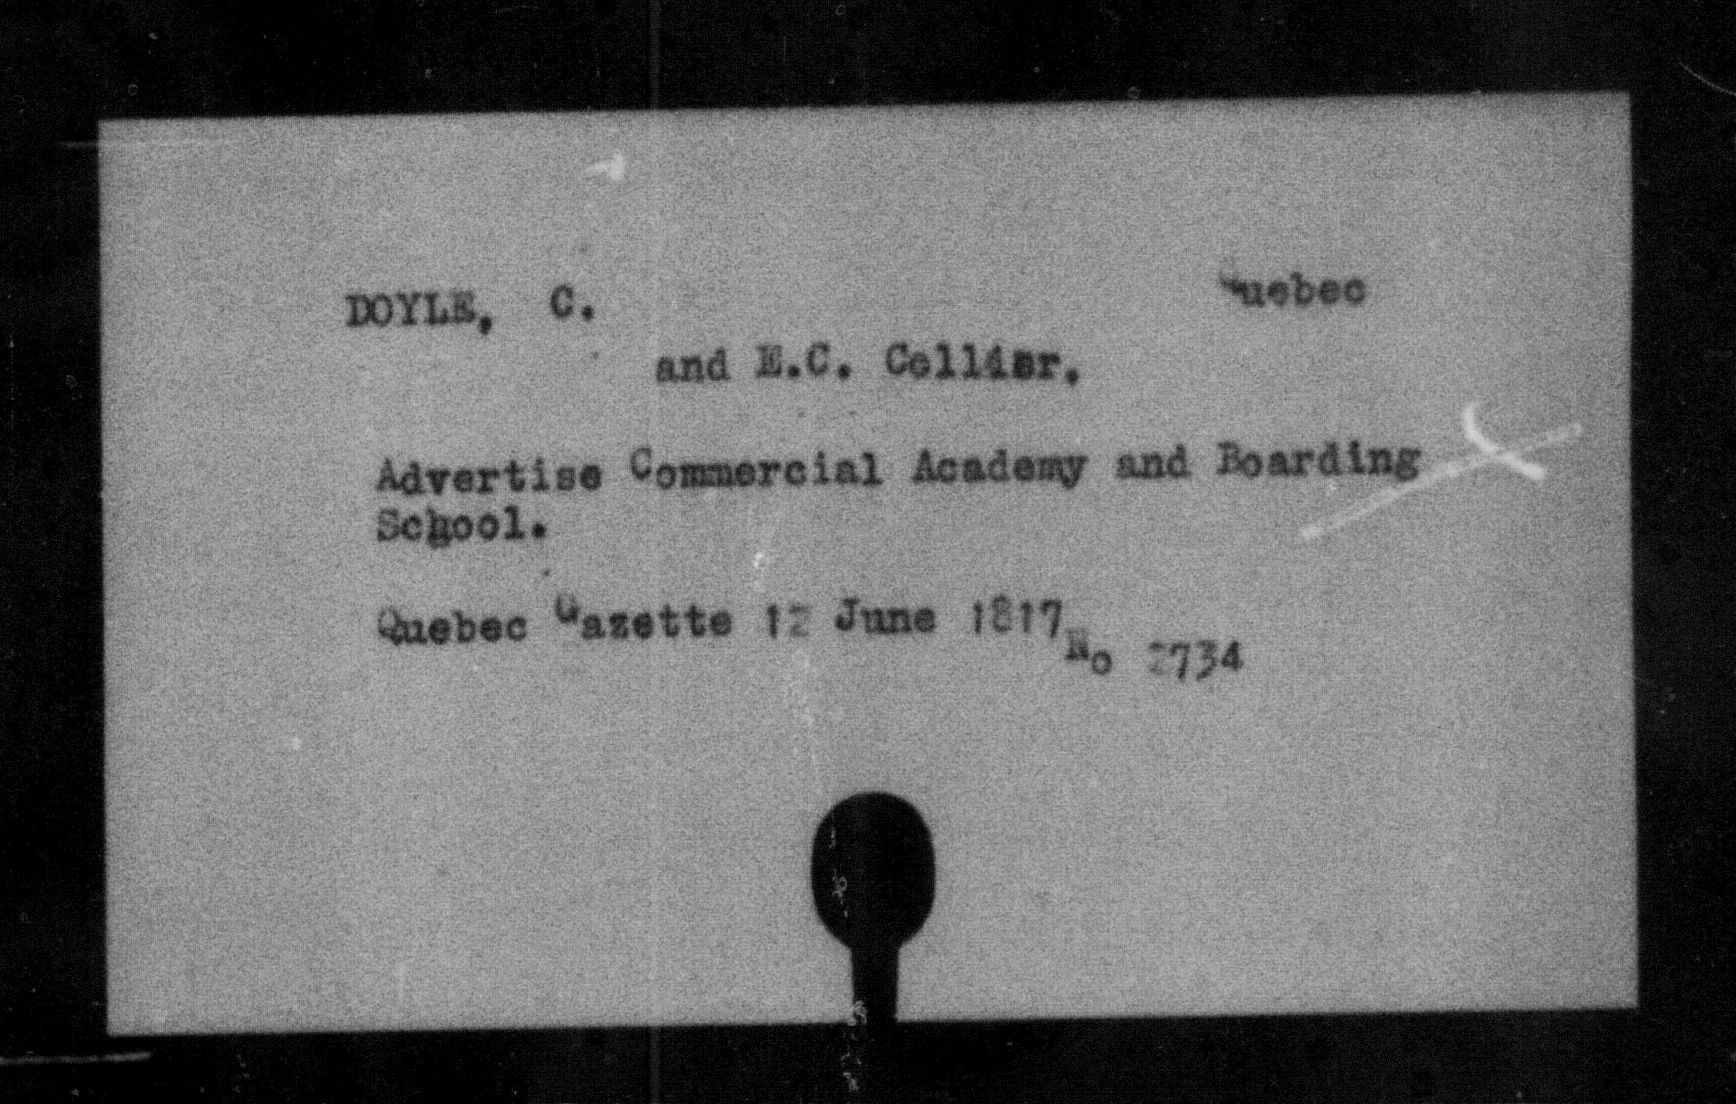 DOYLE, C. Quebec
and E.C. Collier.
Advertise Commercial Academy and Boarding
School.
Quebec Gazette 12 June 1817
No 2734